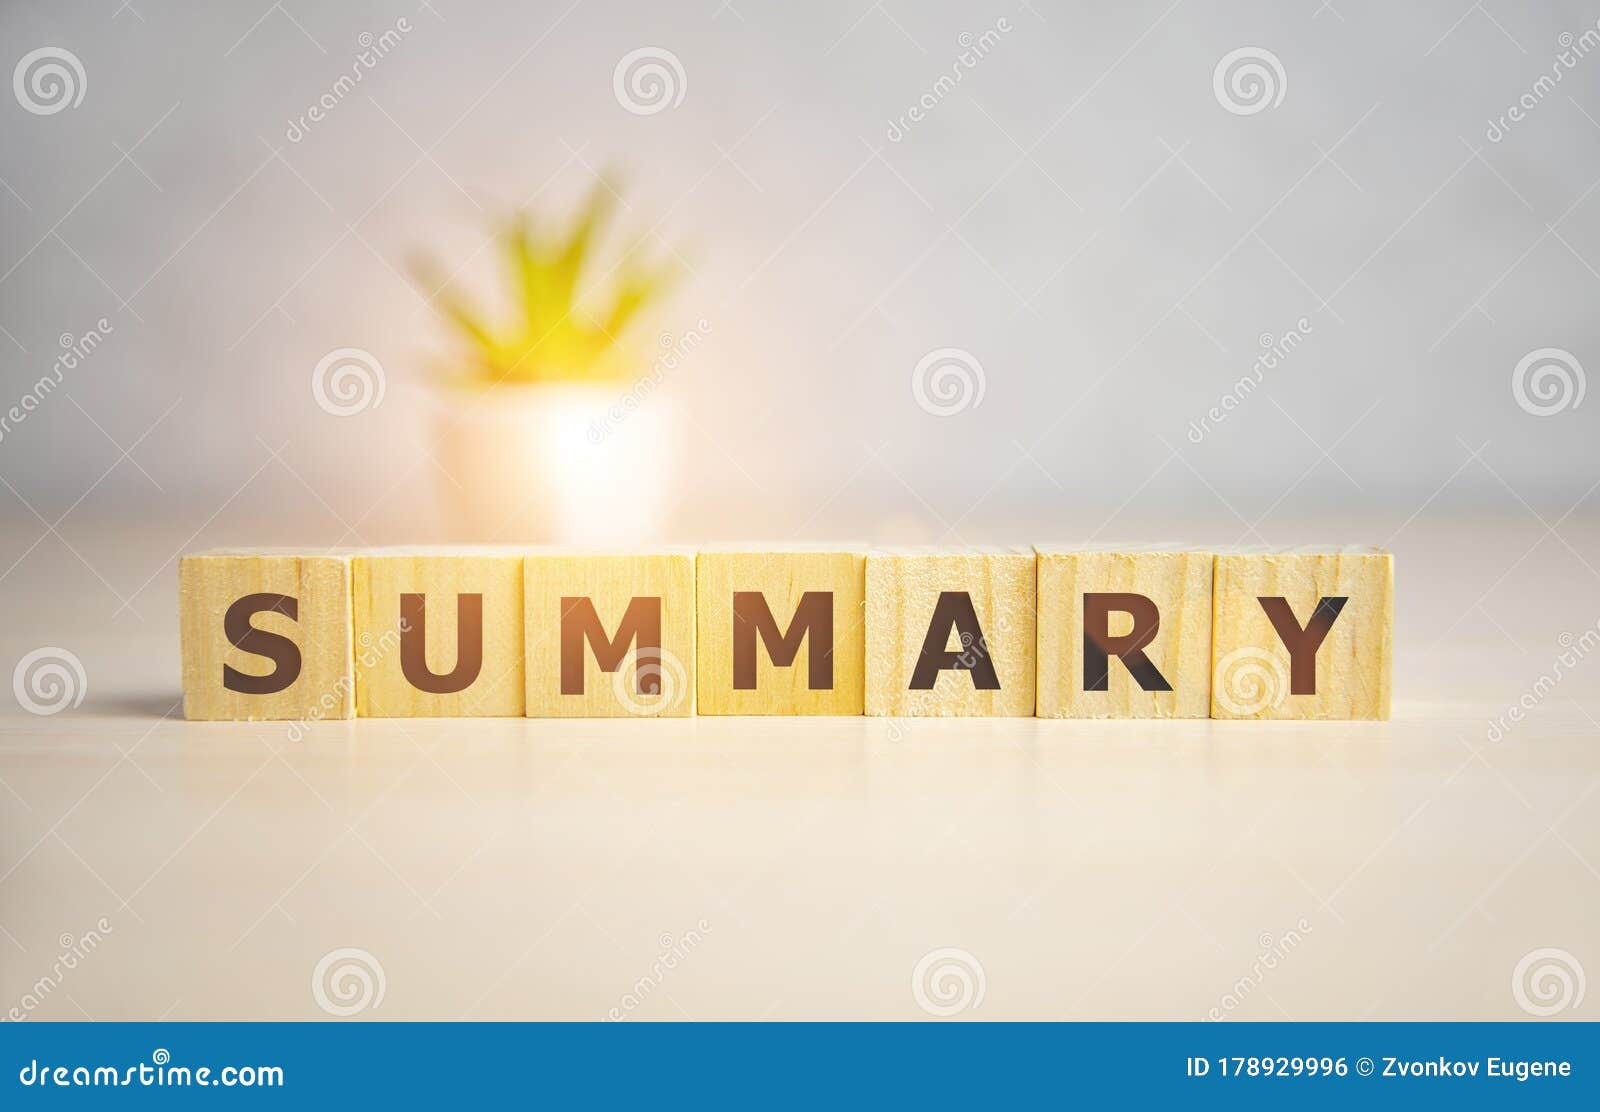 SUMMARY
dreamstime.com
ID 178929996 © Zvonkov Eugene